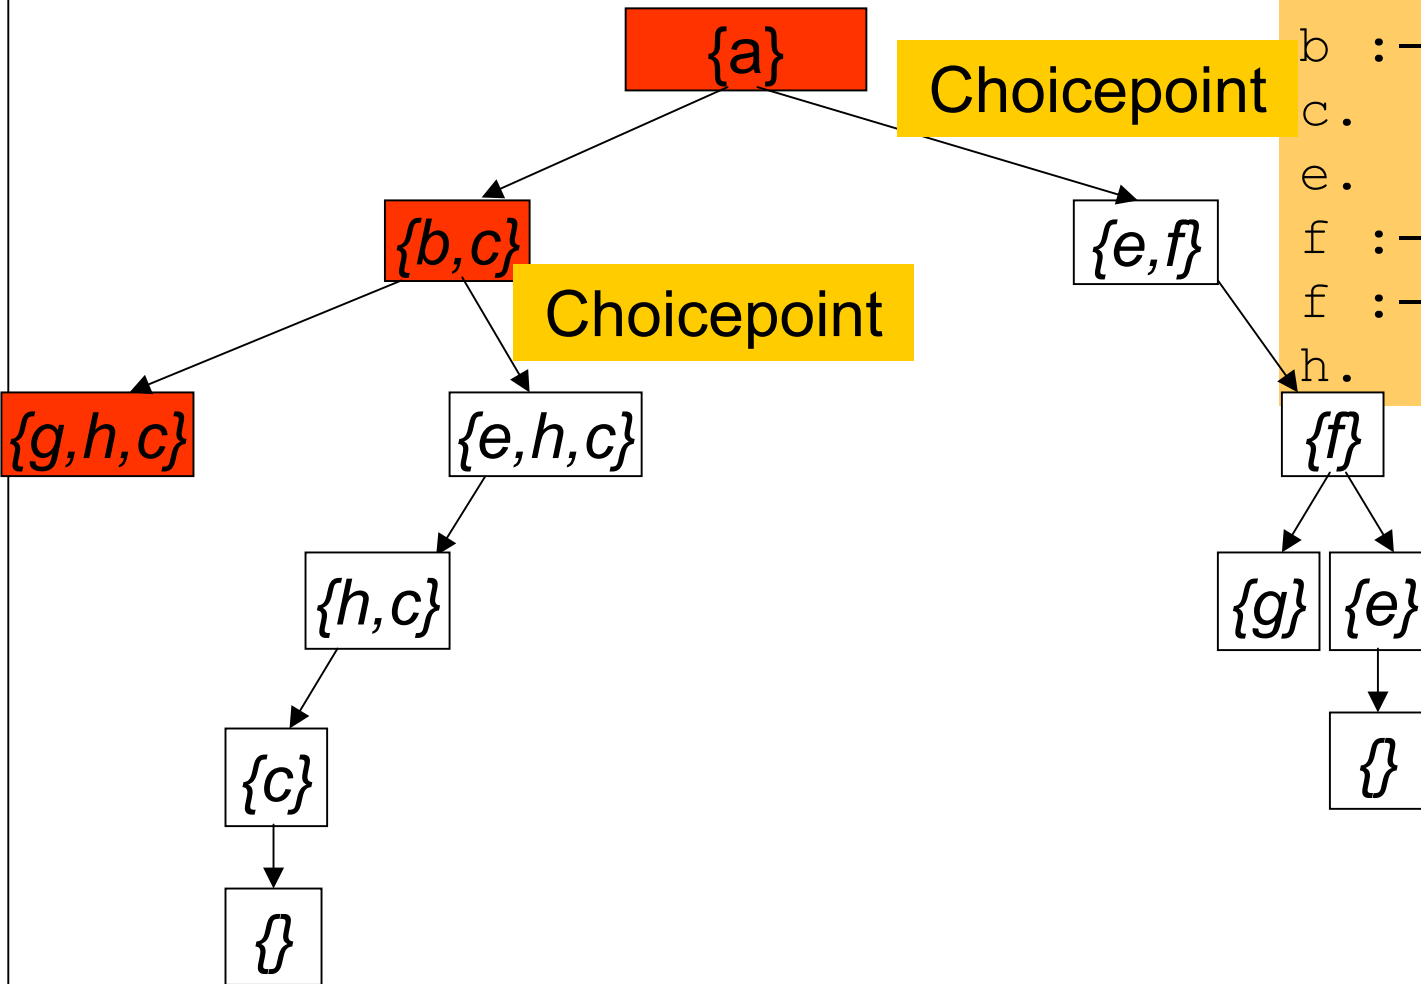 {a}
Choicepoint
b :-
c.
e.
f :-
f :-
h.
{b,c}
{e,f}
Choicepoint
{g,h,c}
{e,h,c}
{f}
{h,c}
{g}
{e}
{c}
{}
{}